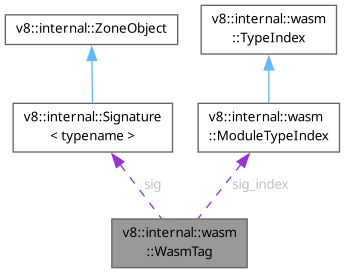 v8::internal::ZoneObject
v8::internal::wasm
::TypeIndex
v8::internal::Signature
< typename >
v8::internal::wasm
::ModuleTypeIndex
sig
sig_index
v8::internal::wasm
::WasmTag